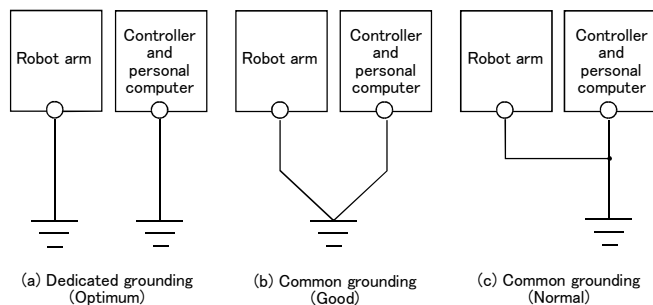 Robot arm
Controller
and
personal
computer
Robot arm
Controller
and
personal
computer
Robot arm
Controller
and
personal
computer
(a) Dedicated grounding
(Optimum)
(b) Common grounding
(Good)
(c) Common grounding
(Normal)